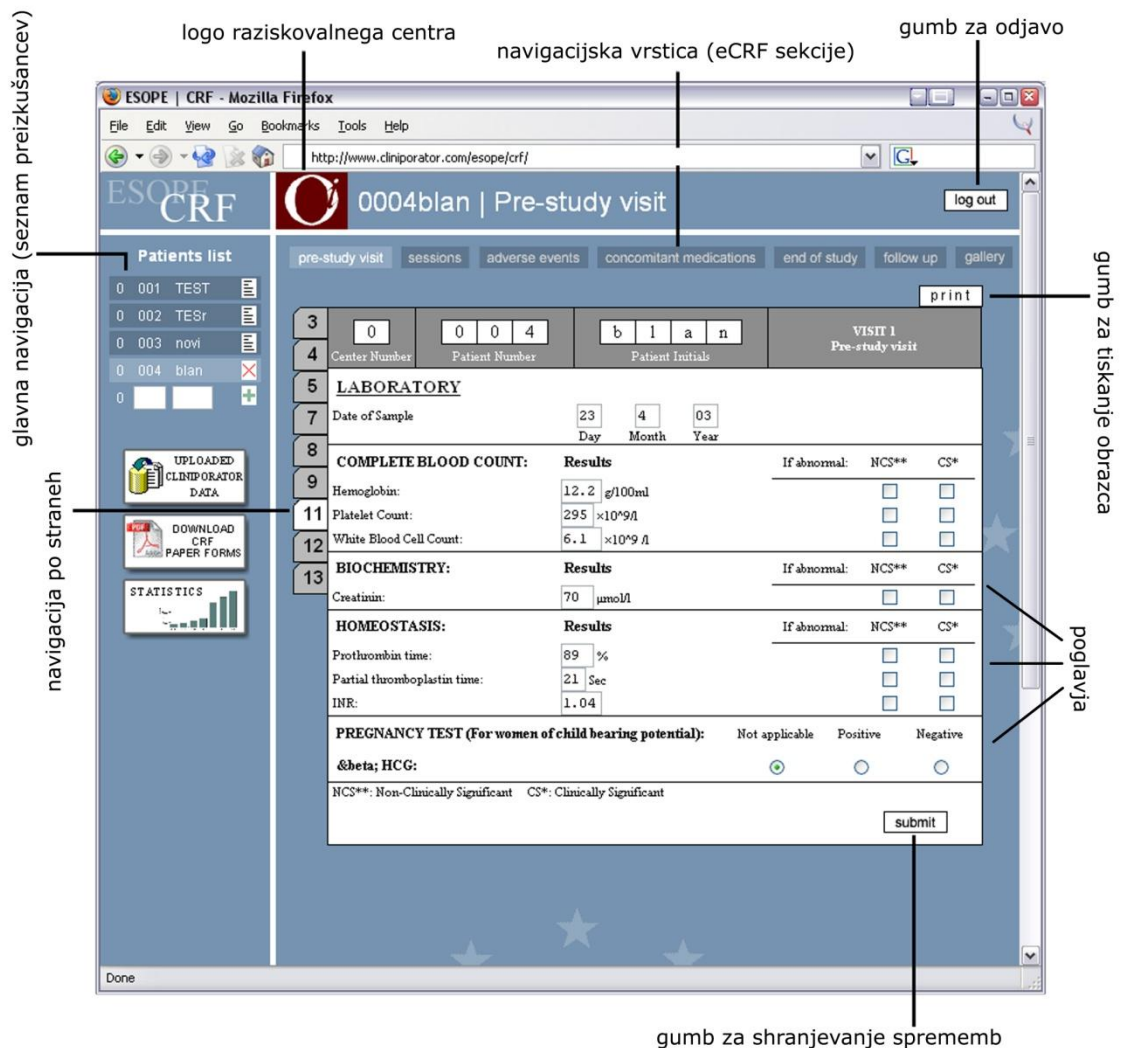 logo raziskovalnega centra
navigacijska vrstica (eCRF sekcije)
gumb za odjavo
glavna navigacija (seznam preizkušancev)
navigacija po straneh
ESOPE | CRF - Mozilla Firefox
File Edit View Go Bookmarks Tools Help
http://www.cliniporator.com/esope/crf/
G
ESOPE
CRF
0004blan | Pre-study visit
log out
Patients list
0 001 TEST
0 002 TESr
0 003 novi
0 004 blan
0
UPLOADED
CLINIPORATOR
DATA
PDF
Adobe
DOWNLOAD
CRF
PAPER FORMS
STATISTICS
pre-study visit sessions adverse events concomitant medications end of study follow up gallery
print
3
4
5
7
8
9
11
12
13
0 0 0 4 b l a n
Center Number Patient Number Patient Initials
VISIT 1
Pre-study visit
LABORATORY
Date of Sample 23 4 03
Day Month Year
COMPLETE BLOOD COUNT: Results If abnormal: NCS** CS*
Hemoglobin: 12.2 g/100ml
Platelet Count: 295 ×10^9/l
White Blood Cell Count: 6.1 ×10^9 /l
BIOCHEMISTRY: Results If abnormal: NCS** CS*
Creatinin: 70 µmol/l
HOMEOSTASIS: Results If abnormal: NCS** CS*
Prothrombin time: 89 %
Partial thromboplastin time: 21 Sec
INR: 1.04
PREGNANCY TEST (For women of child bearing potential): Not applicable Positive Negative
&beta; HCG:
NCS**: Non-Clinically Significant CS*: Clinically Significant
submit
Done
gumb za tiskanje obrazca
poglavja
gumb za shranjevanje sprememb